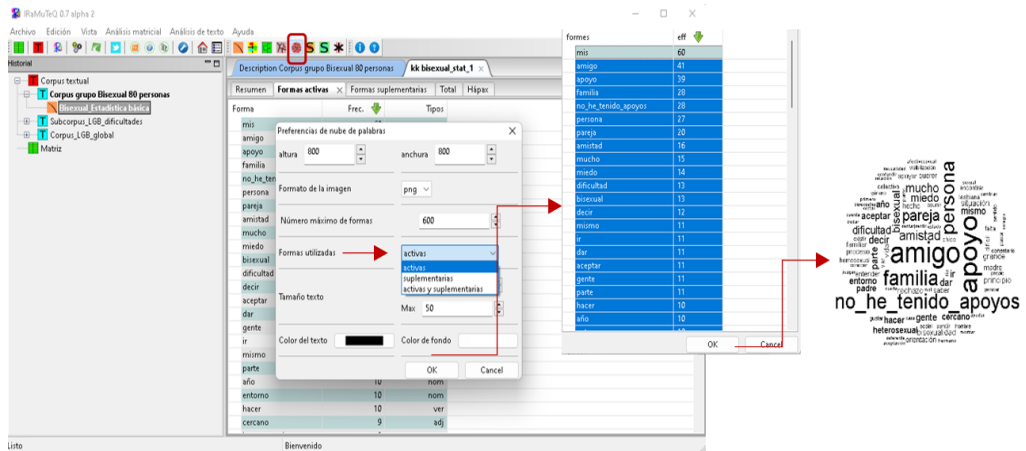 IRaMuTeQ 0.7 alpha 2
Archivo Edición Vista Análisis matricial Análisis de texto Ayuda
Historial
Corpus textual
Corpus grupo Bisexual 80 personas
Bisexual_Estadística básica
Subcorpus_LGB_dificultades
Corpus_LGB_global
Matriz
Description Corpus grupo Bisexual 80 personas
kk bisexual_stat_1
Resumen Formas activas Formas suplementarias Total Hápax
Forma Frec. Tipos
mis
amigo
apoyo
familia
no_he_ten
persona
pareja
amistad
mucho
miedo
bisexual
dificultad
decir
aceptar
dar
gente
ir
mismo
parte
año 10 nom
entorno 10 nom
hacer 10 ver
cercano 9 adj
Preferencias de nube de palabras
altura 800 anchura 800
Formato de la imagen png
Número máximo de formas 600
Formas utilizadas activas
activas
suplementarias
activas y suplementarias
Tamaño texto
Max 50
Color del texto Color de fondo
OK Cancel
Listo Bienvenido
formes eff
mis 60
amigo 41
apoyo 39
familia 28
no_he_tenido_apoyos 28
persona 27
pareja 20
amistad 16
mucho 15
miedo 14
dificultad 13
bisexual 13
decir 12
mismo 11
ir 11
dar 11
aceptar 11
gente 11
parte 11
hacer 10
año 10
OK Cancel
mucho
miedo
persona
año
bisexual
situación
aceptar
pareja
mismo
dificultad
amistad
decir
amigo
apoyo
parte
familia
dar
ir
entorno
padre
no_he_tenido_apoyos
hacer
gente
cercano
heterosexual
bisexualidad
orientación